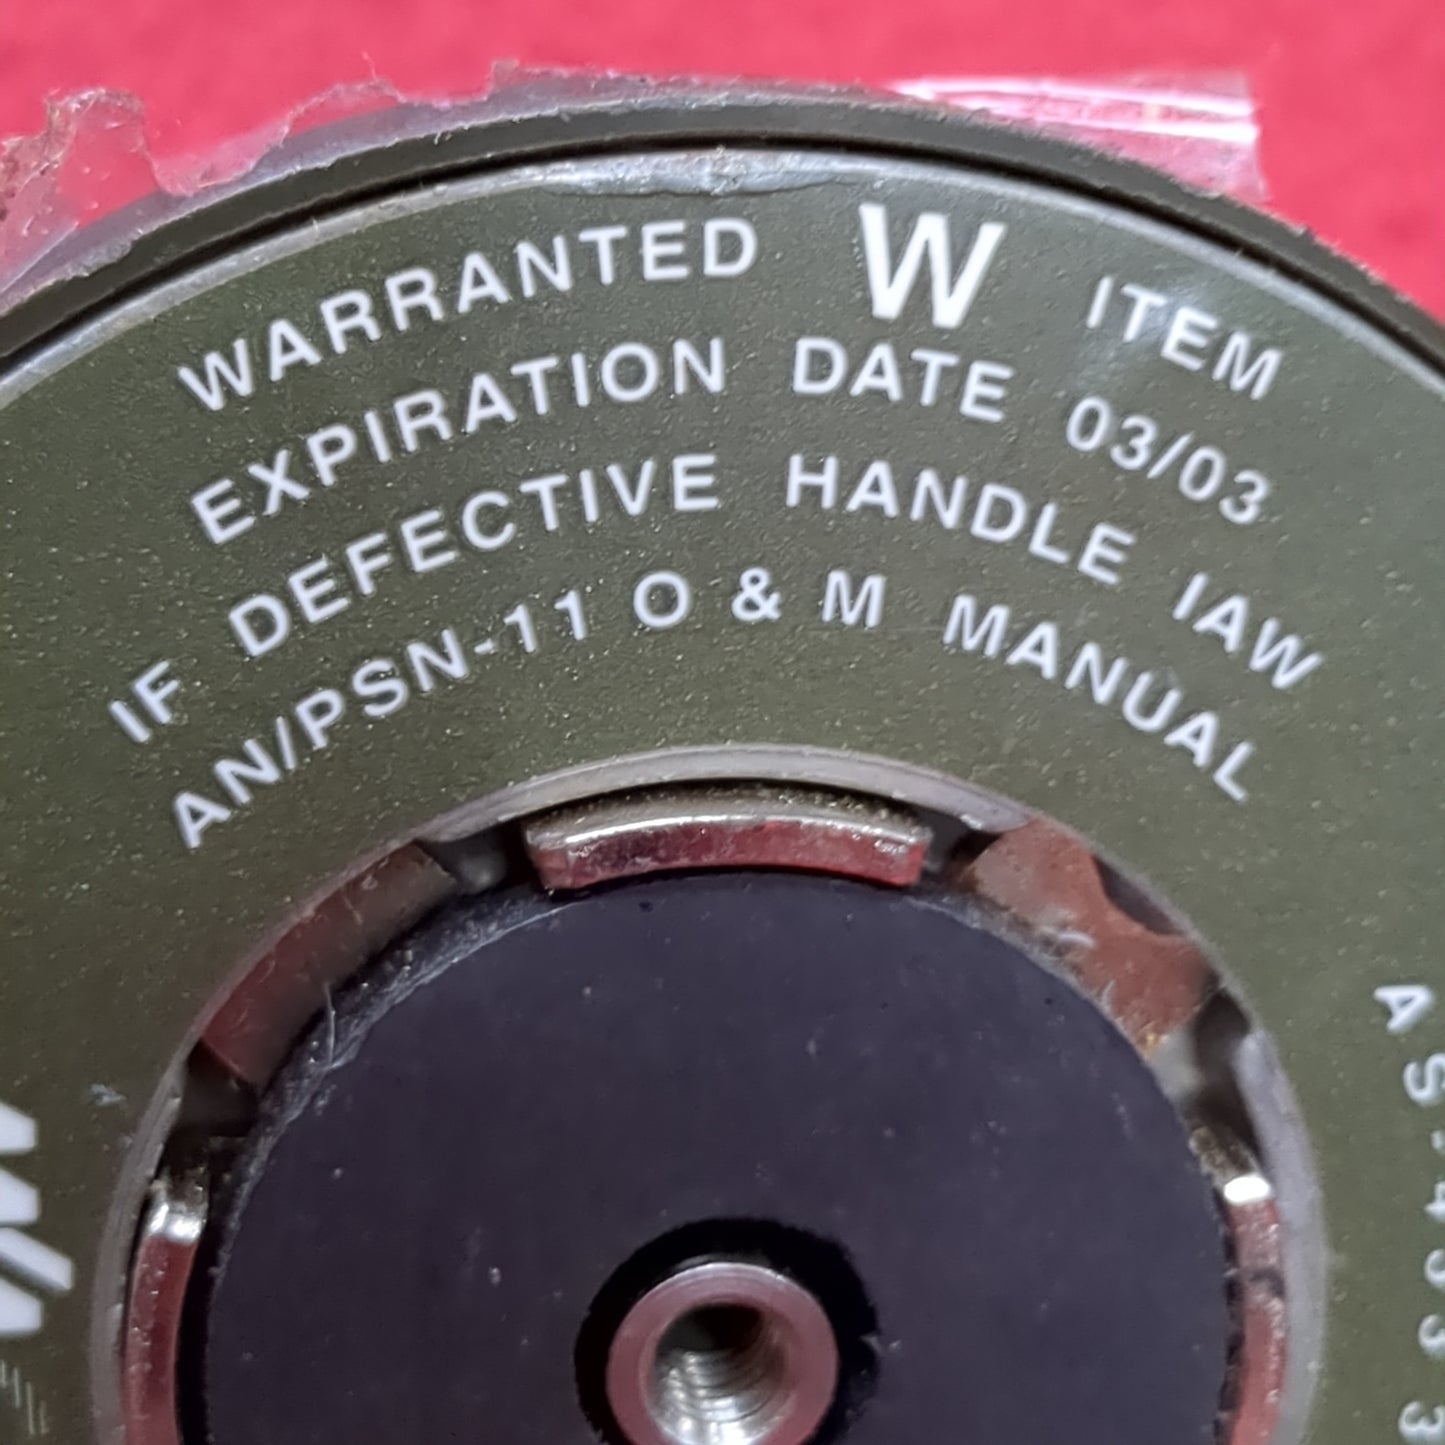 WARRANTED W ITEM
EXPIRATION DATE 03/03
IF DEFECTIVE HANDLE IAW
AN/PSN-11 O & M MANUAL